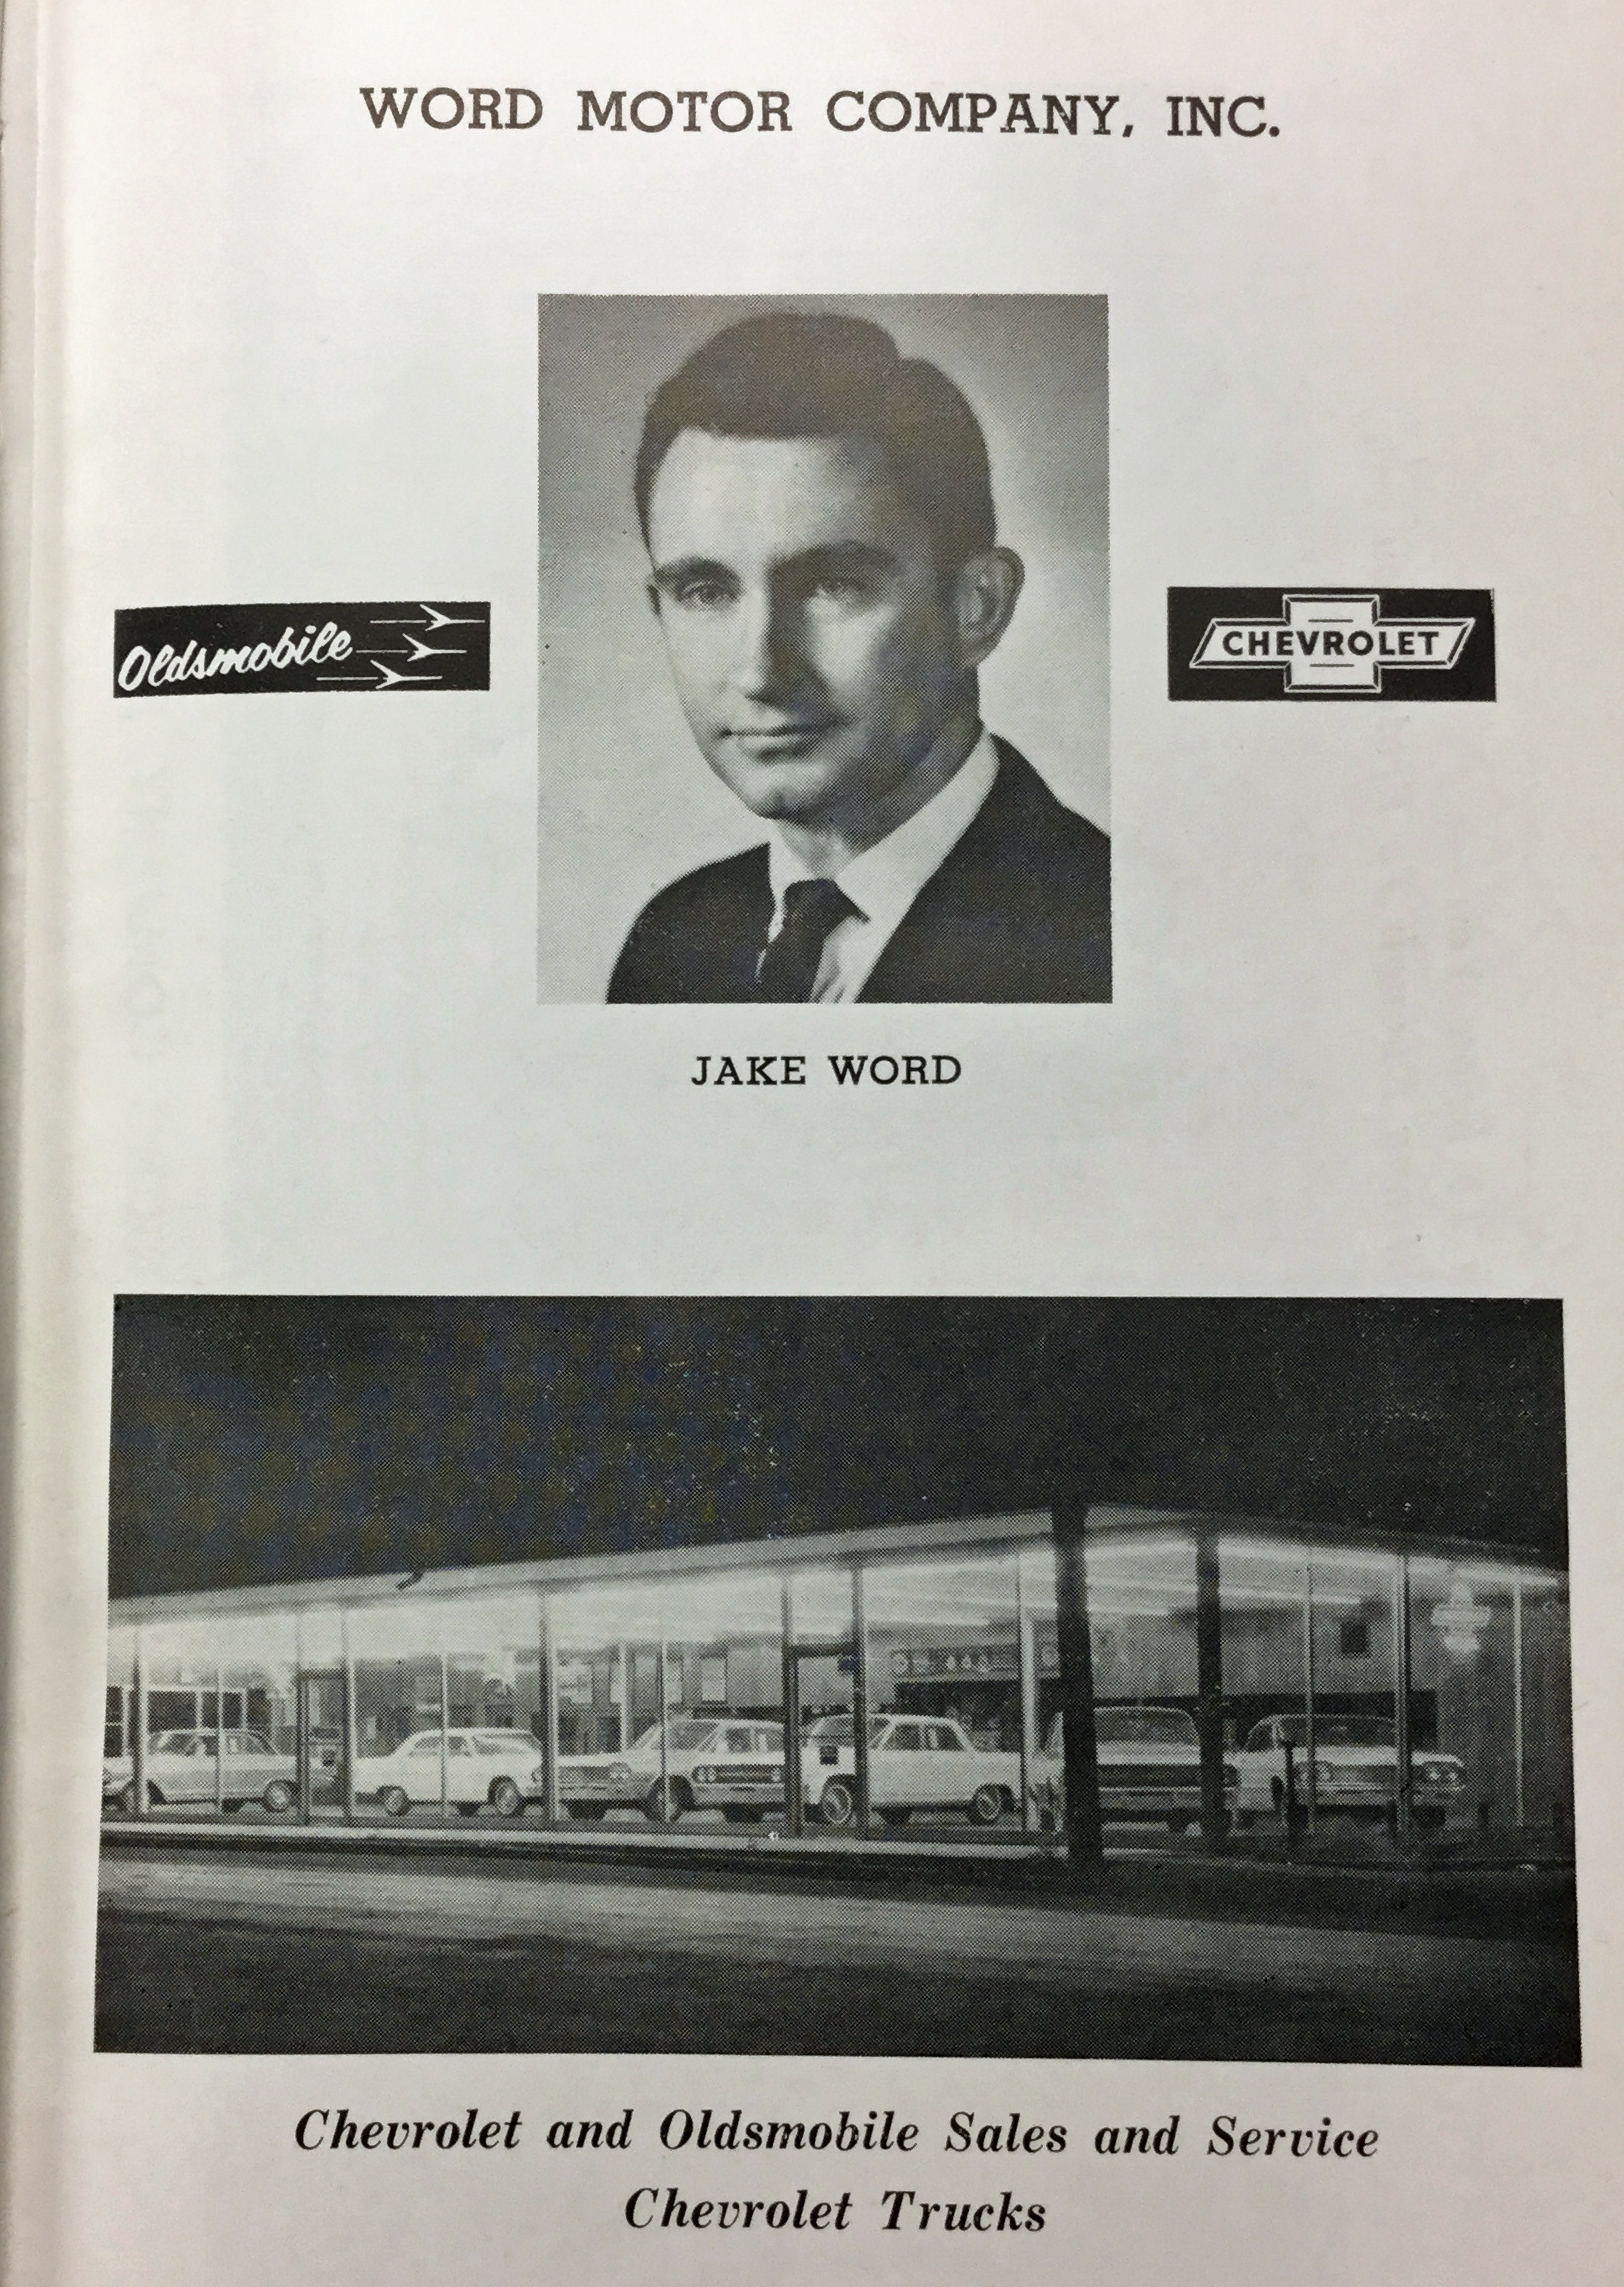 WORD MOTOR COMPANY, INC.
Oldsmobile
CHEVROLET
JAKE WORD
Chevrolet and Oldsmobile Sales and Service
Chevrolet Trucks